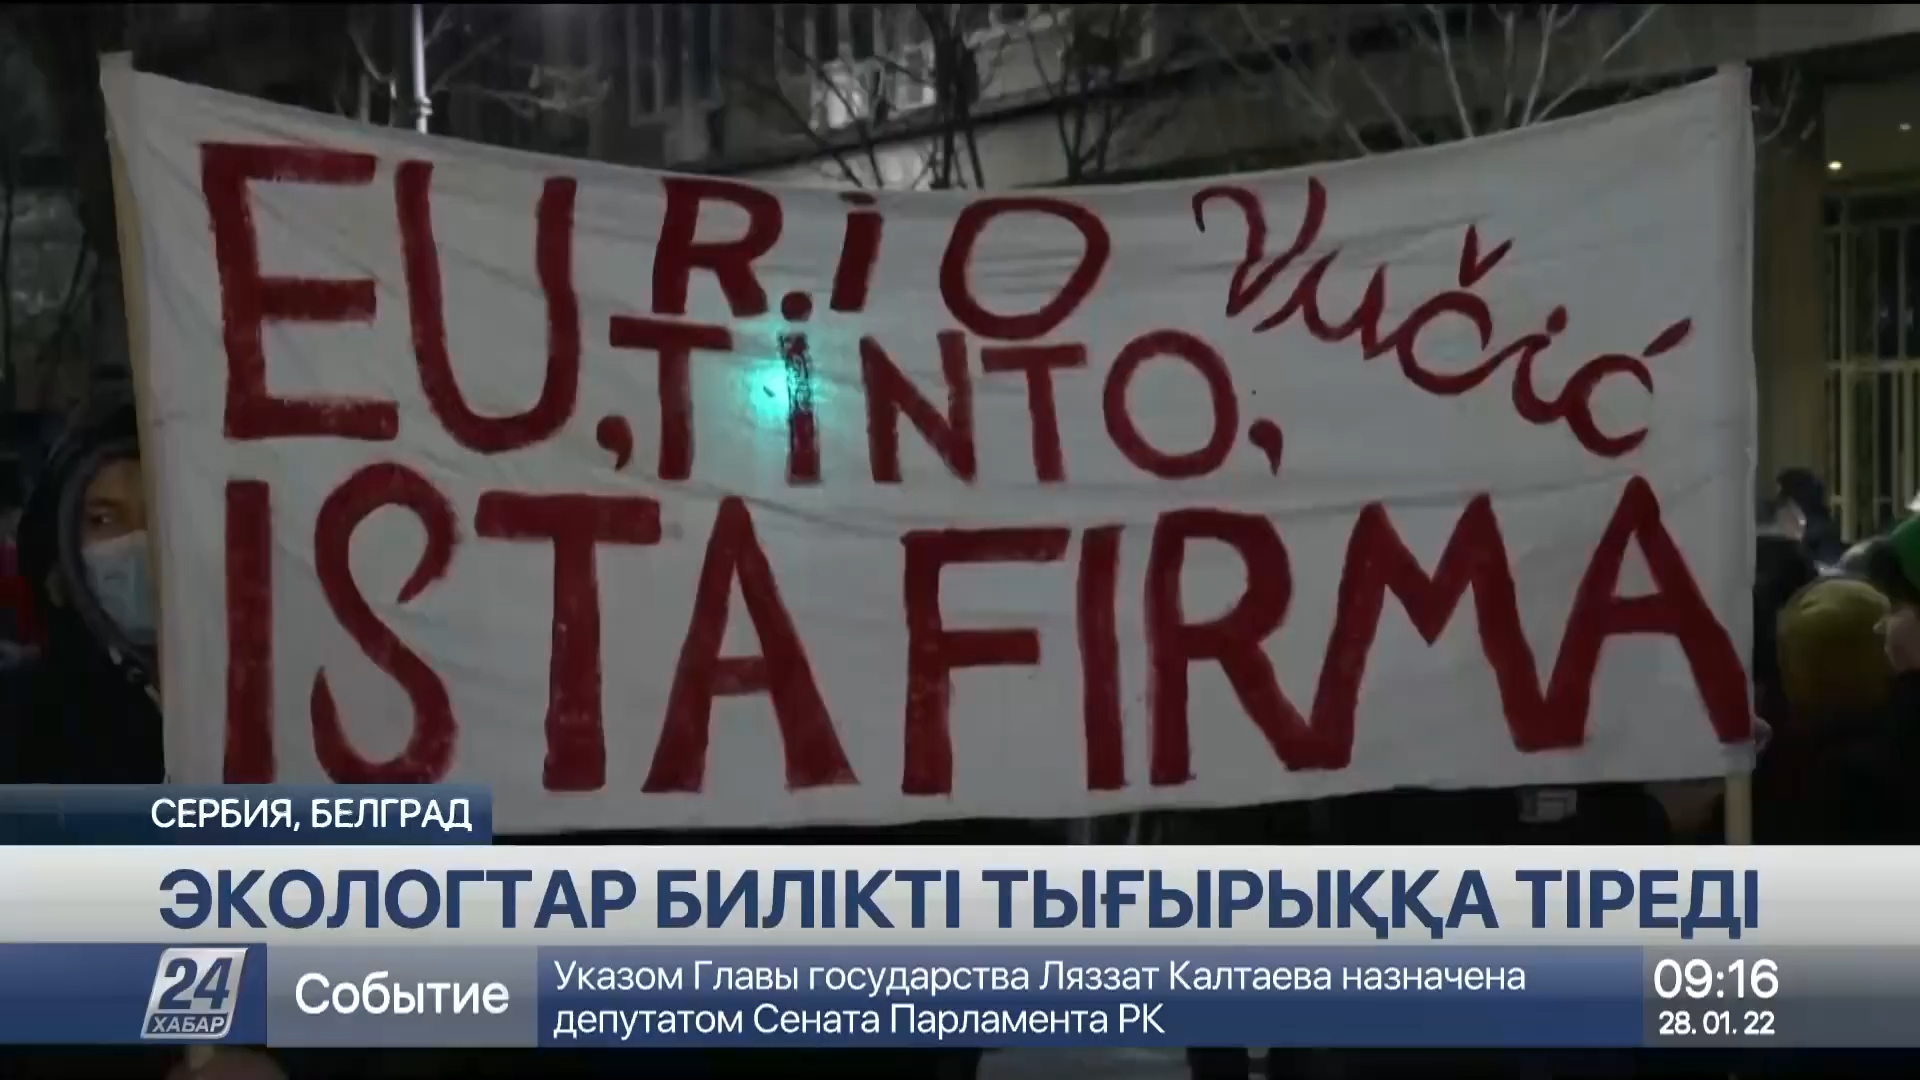 EU, RIO Vučić
TINTO,
ISTA FIRMA
СЕРБИЯ, БЕЛГРАД
ЭКОЛОГТАР БИЛІКТІ ТЫҒЫРЫҚҚА ТІРЕДІ
24
ХАБАР
Событие
Указом Главы государства Ляззат Калтаева назначена
депутатом Сената Парламента РК
09:16
28. 01. 22